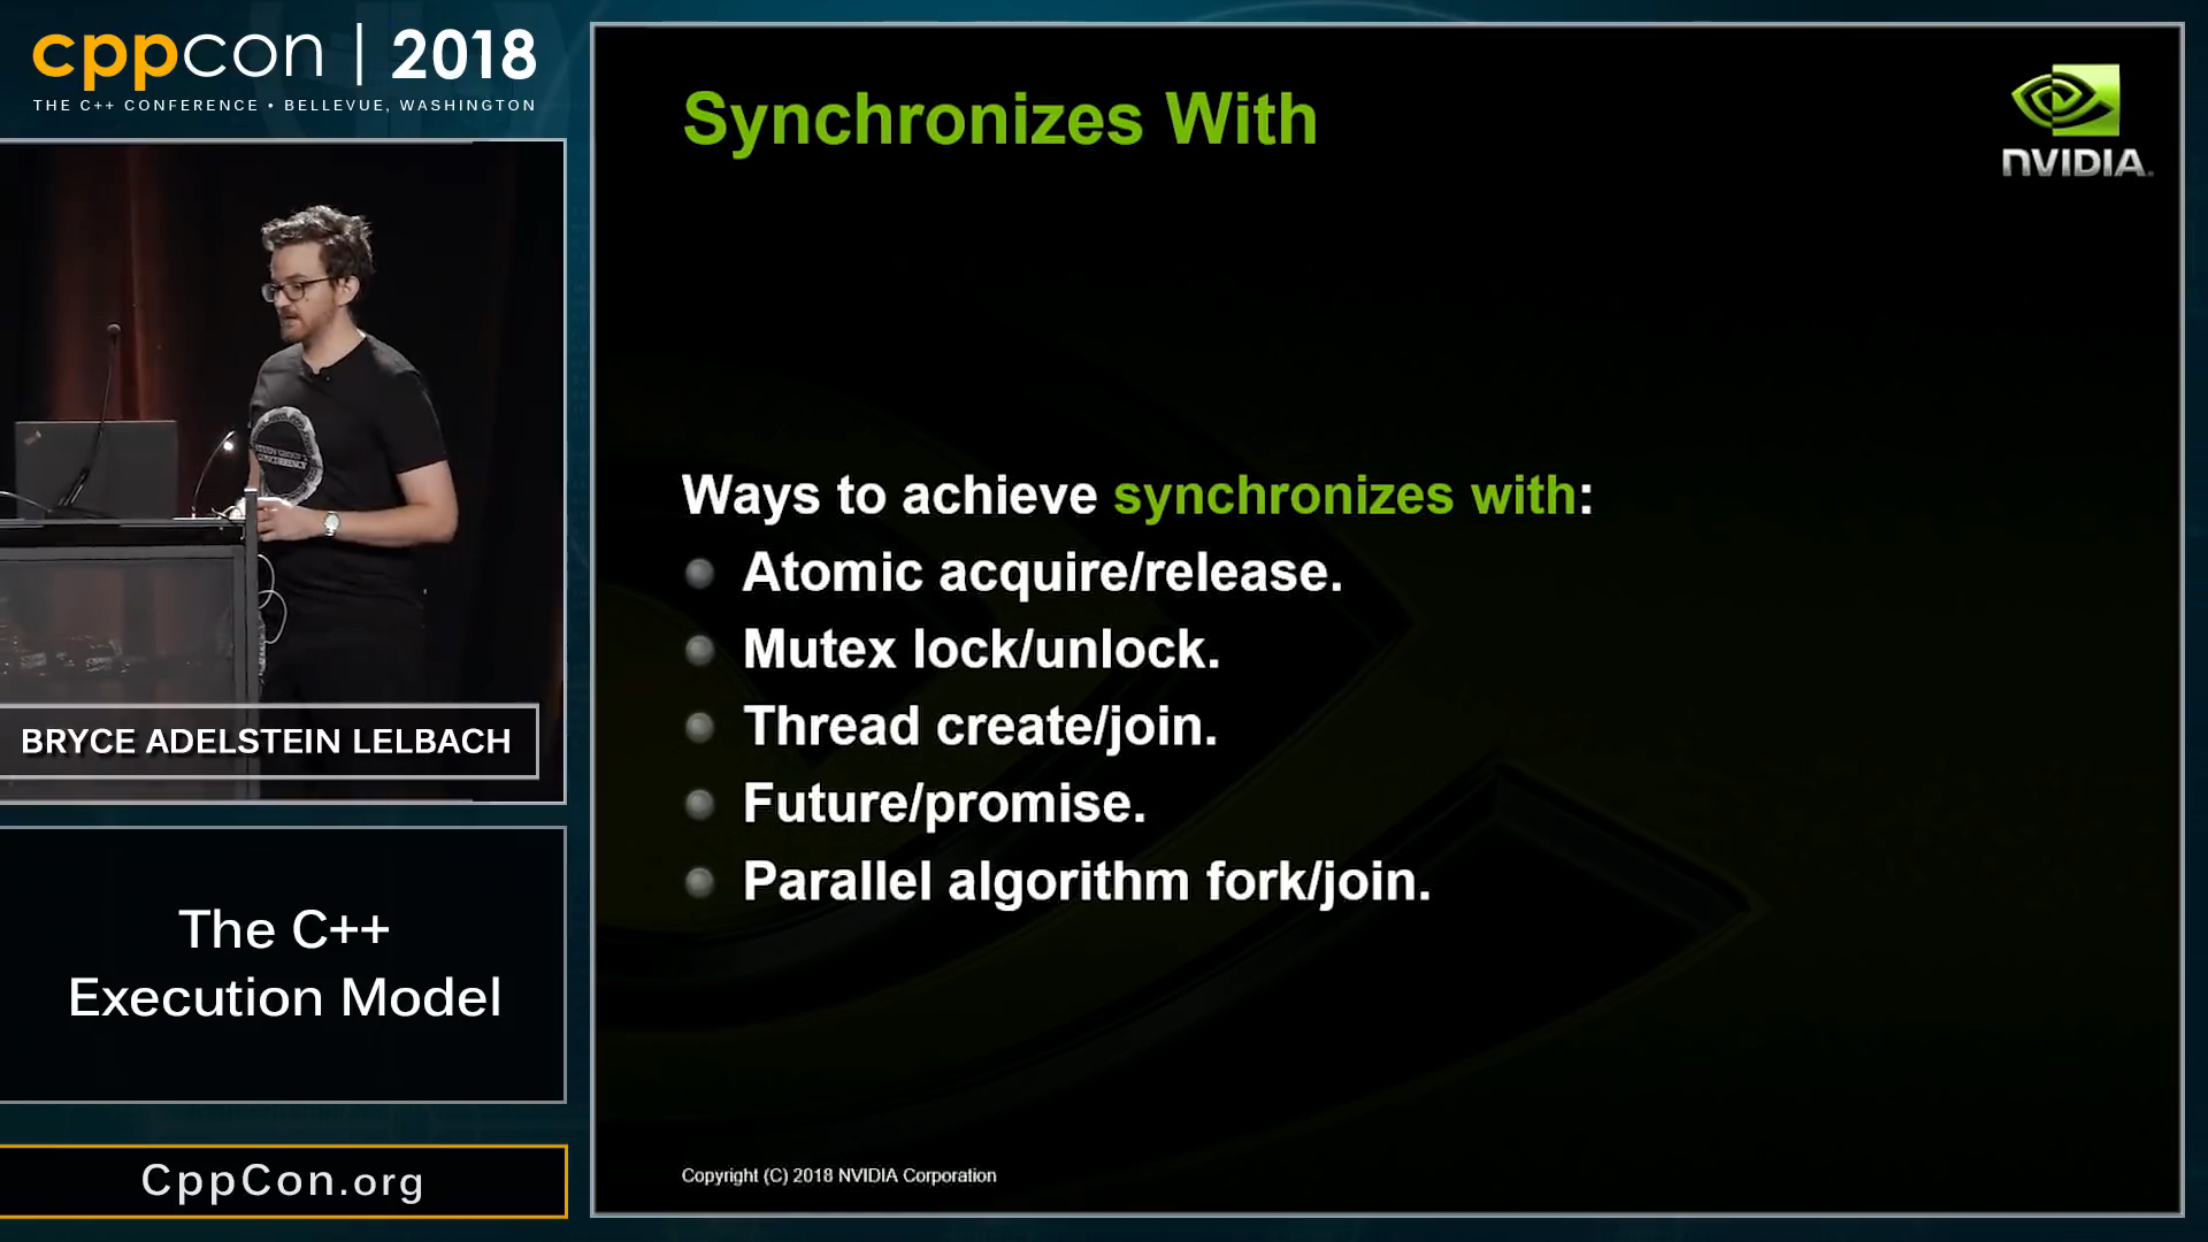 cppcon | 2018
THE C++ CONFERENCE • BELLEVUE, WASHINGTON
BRYCE ADELSTEIN LELBACH
The C++
Execution Model
CppCon.org
Synchronizes With
NVIDIA.
Ways to achieve synchronizes with:
Atomic acquire/release.
Mutex lock/unlock.
Thread create/join.
Future/promise.
Parallel algorithm fork/join.
Copyright (C) 2018 NVIDIA Corporation